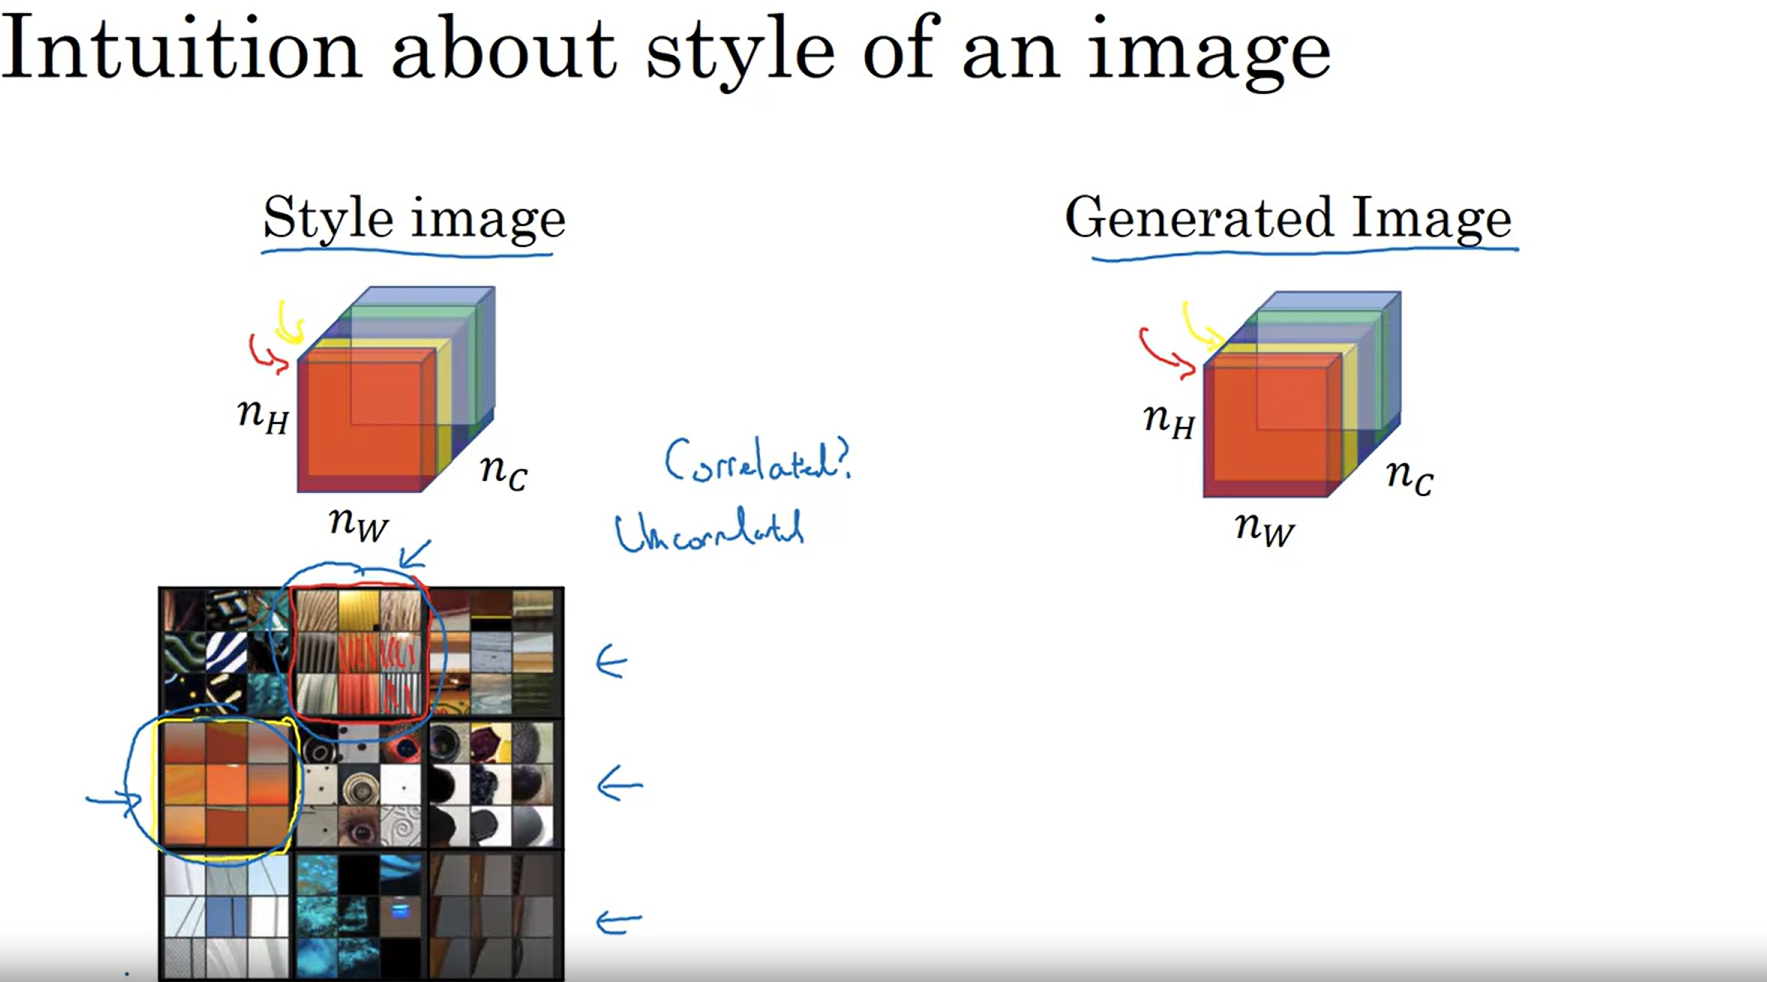 Intuition about style of an image
Style image
Generated Image
n_H
n_C
n_W
Correlated?
Uncorrelated
n_H
n_C
n_W